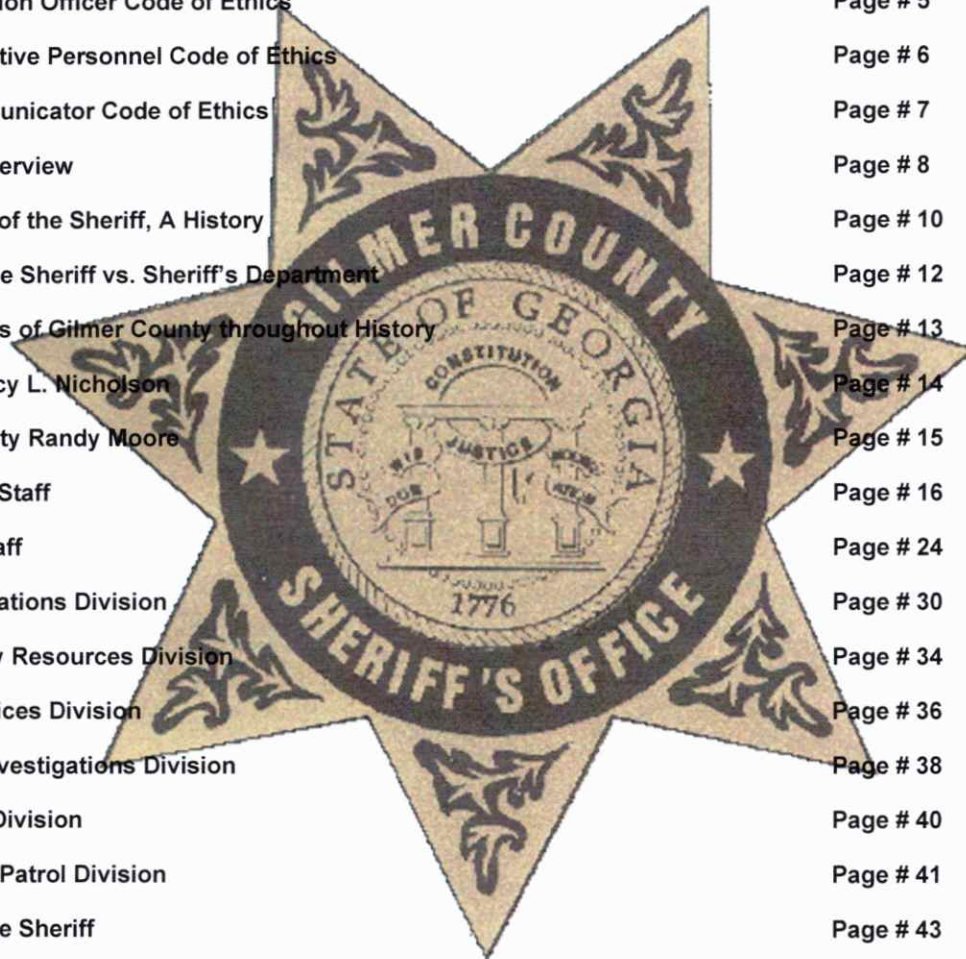 ion Officer Code of Ethics Page # 5
tive Personnel Code of Ethics Page # 6
unicator Code of Ethics Page # 7
erview Page # 8
of the Sheriff, A History Page # 10
e Sheriff vs. Sheriff's Department Page # 12
s of Gilmer County throughout History Page # 13
cy L. Nicholson Page # 14
ty Randy Moore Page # 15
Staff Page # 16
aff Page # 24
ations Division Page # 30
y Resources Division Page # 34
ices Division Page # 36
vestigations Division Page # 38
Division Page # 40
Patrol Division Page # 41
e Sheriff Page # 43
GILMER COUNTY
STATE OF GEORGIA
CONSTITUTION
JUSTICE
WIS
DOM
1776
SHERIFF'S OFFICE